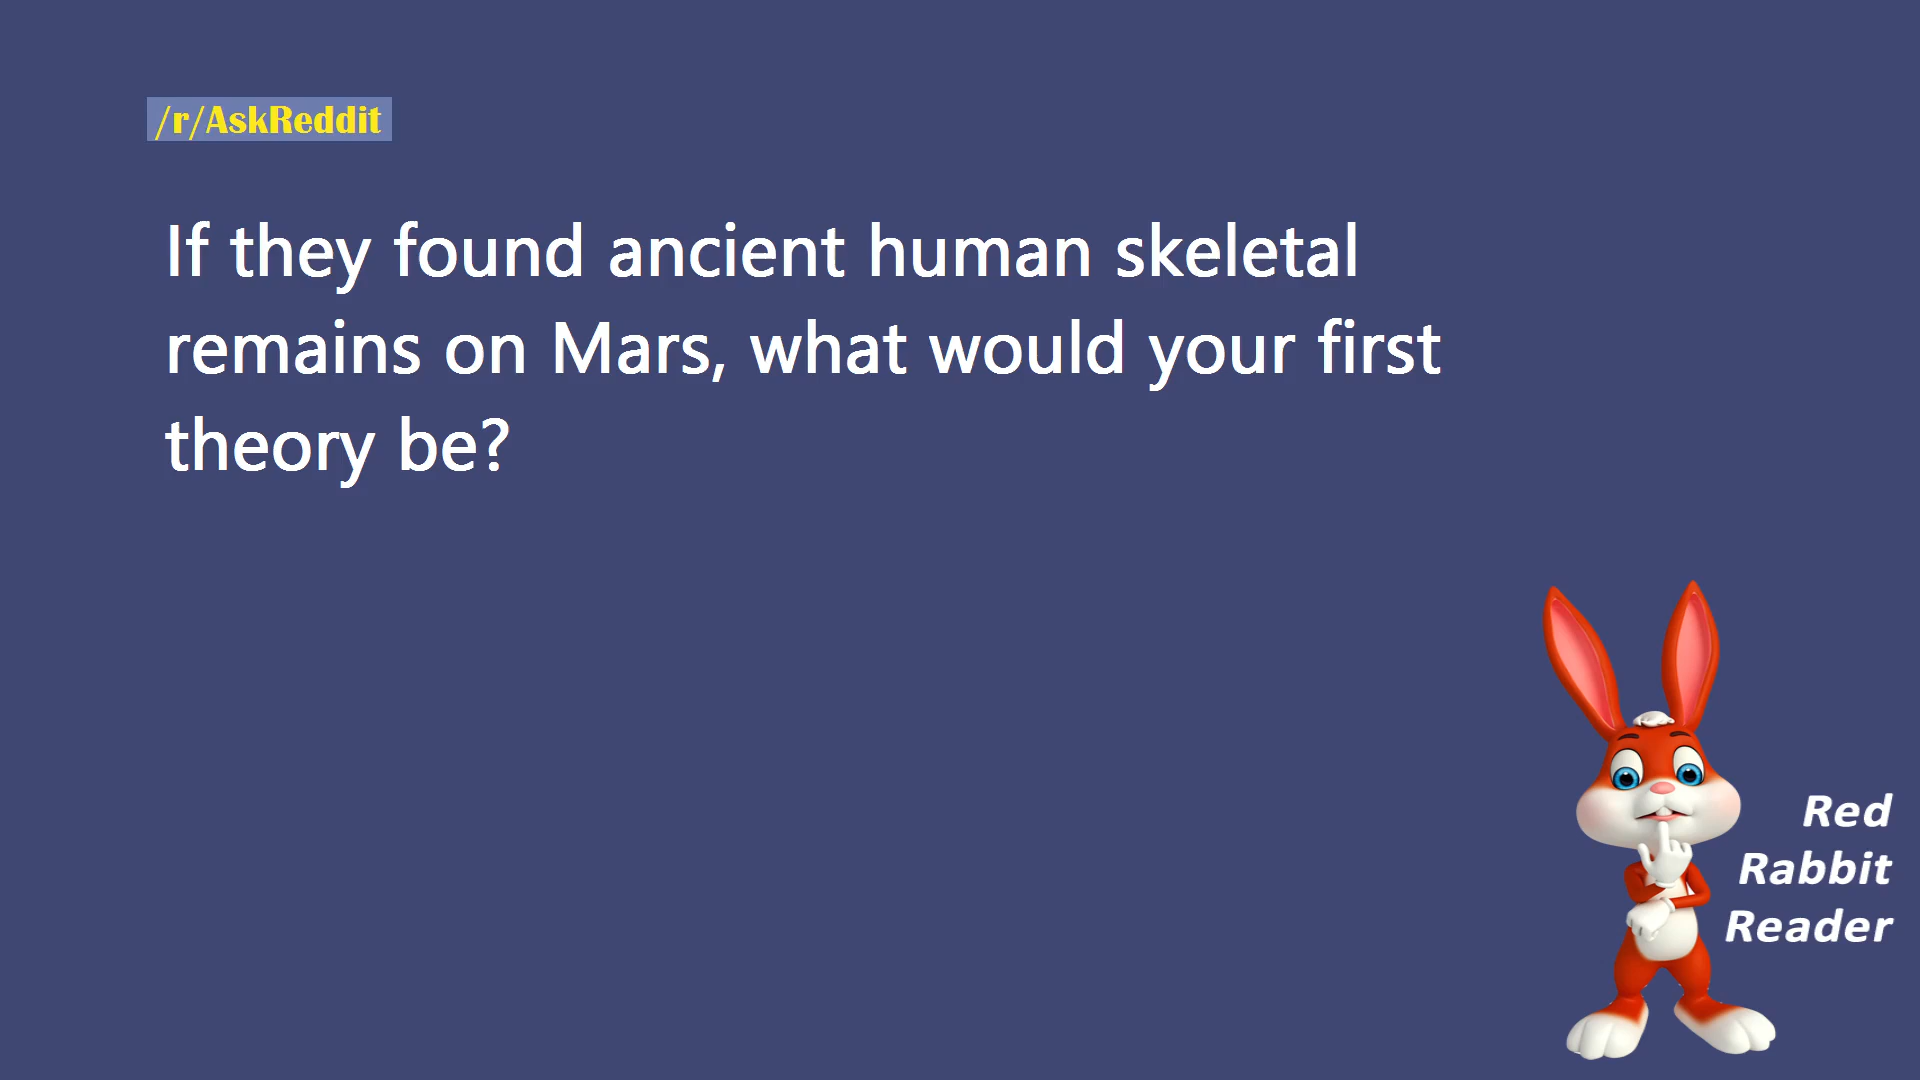 /r/AskReddit
If they found ancient human skeletal
remains on Mars, what would your first
theory be?
Red
Rabbit
Reader